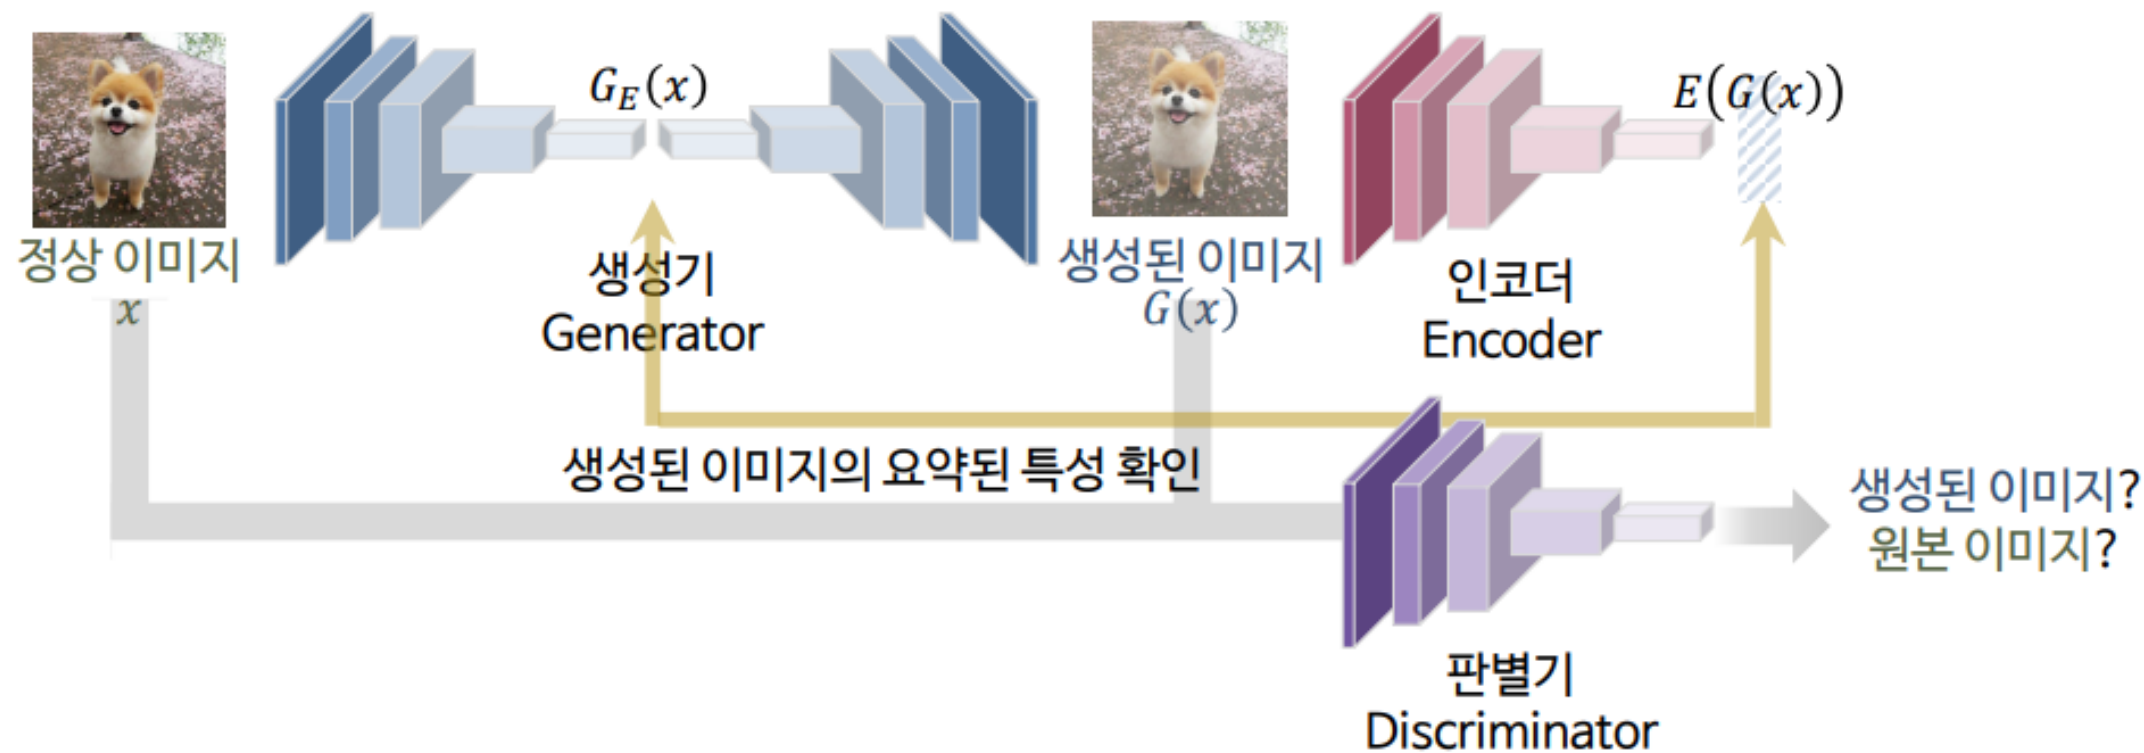 G_E(x)
E(G(x))
정상 이미지
x
생성기
Generator
생성된 이미지
G(x)
인코더
Encoder
생성된 이미지의 요약된 특성 확인
생성된 이미지?
원본 이미지?
판별기
Discriminator